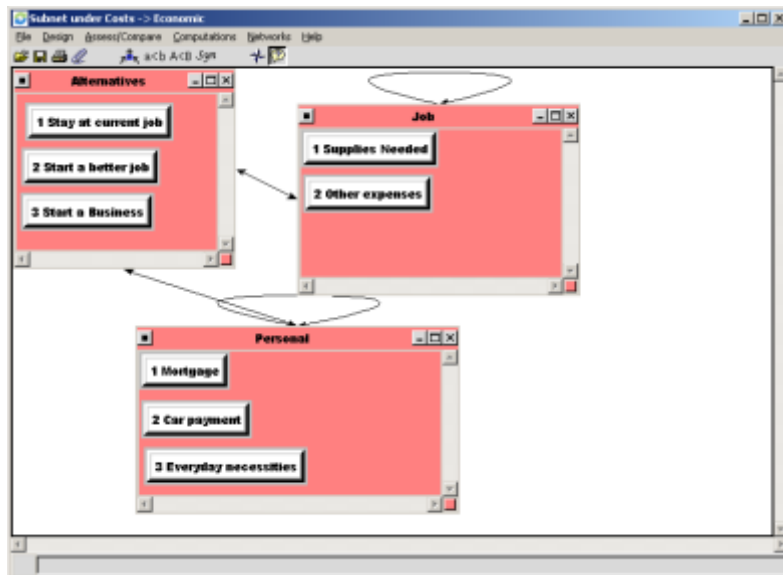 Subnet under Costs -> Economic
File Design Assess/Compare Computations Networks Help
a<b A<B Syn
Alternatives
1 Stay at current job
2 Start a better job
3 Start a Business
Job
1 Supplies Needed
2 Other expenses
Personal
1 Mortgage
2 Car payment
3 Everyday necessities